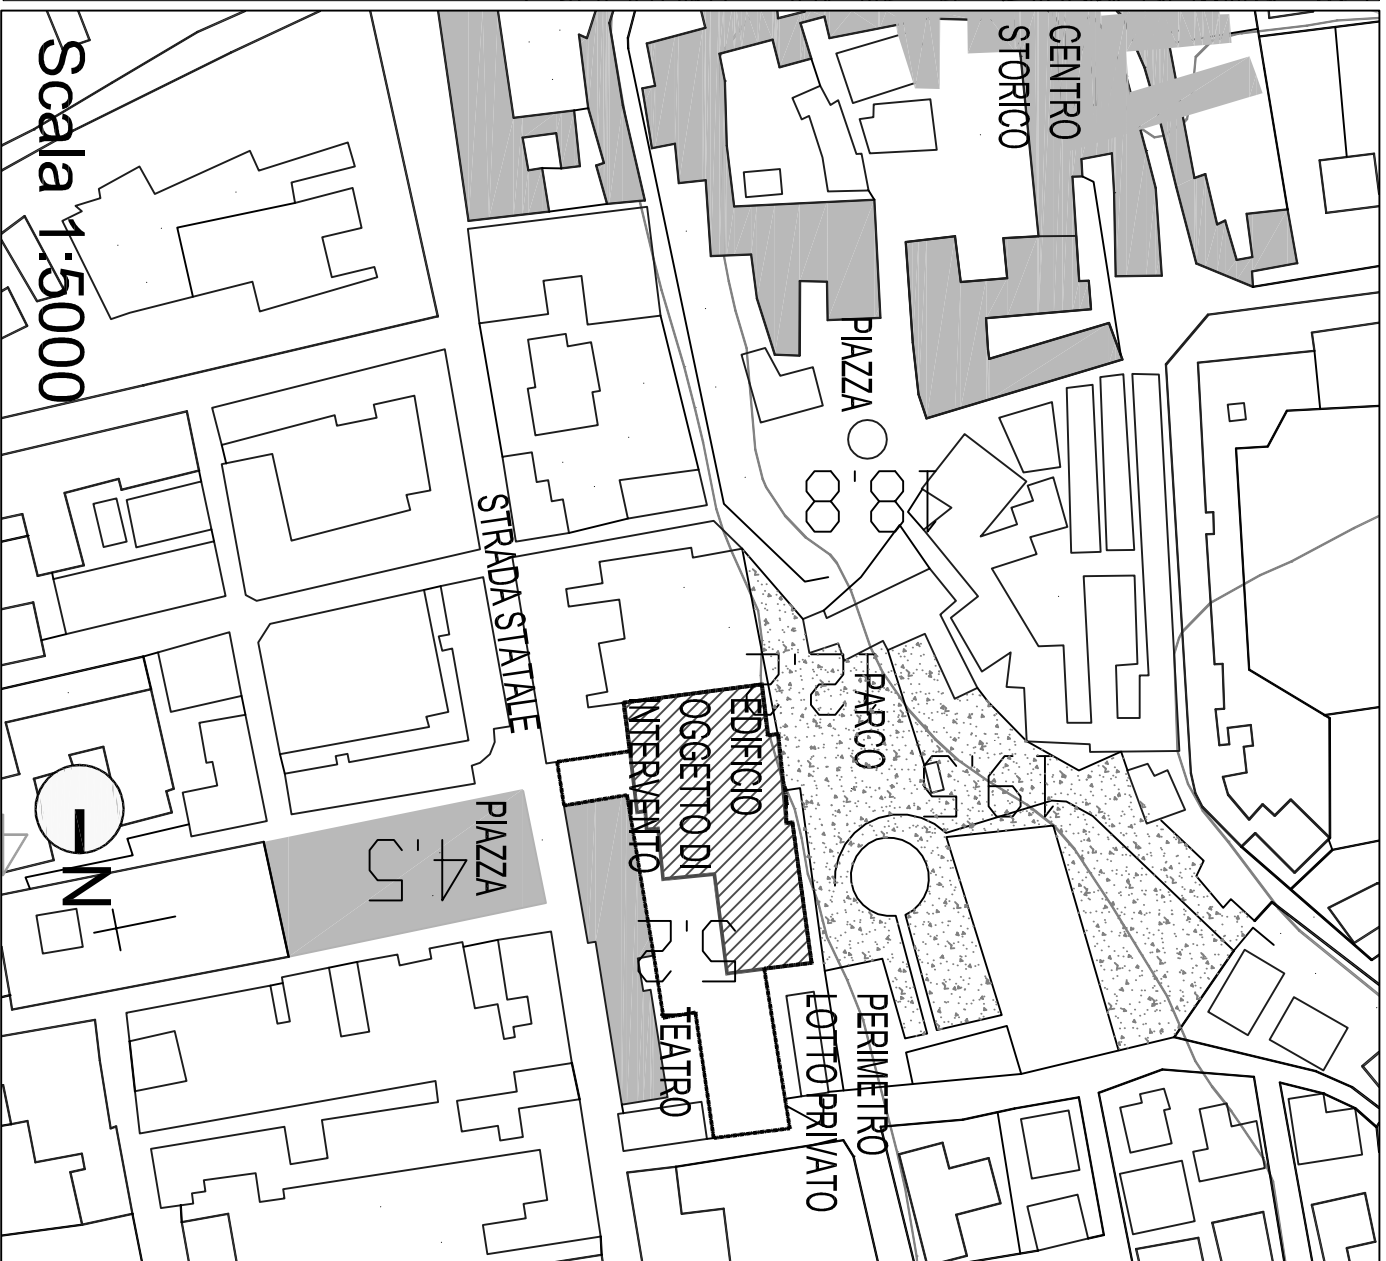 CENTRO
STORICO
Scala 1:5000
PIAZZA
STRADA STATALE
PARCO
EDIFICIO
OGGETTO DI
INTERVENTO
PIAZZA
N
TEATRO
PERIMETRO
LOTTO PRIVATO